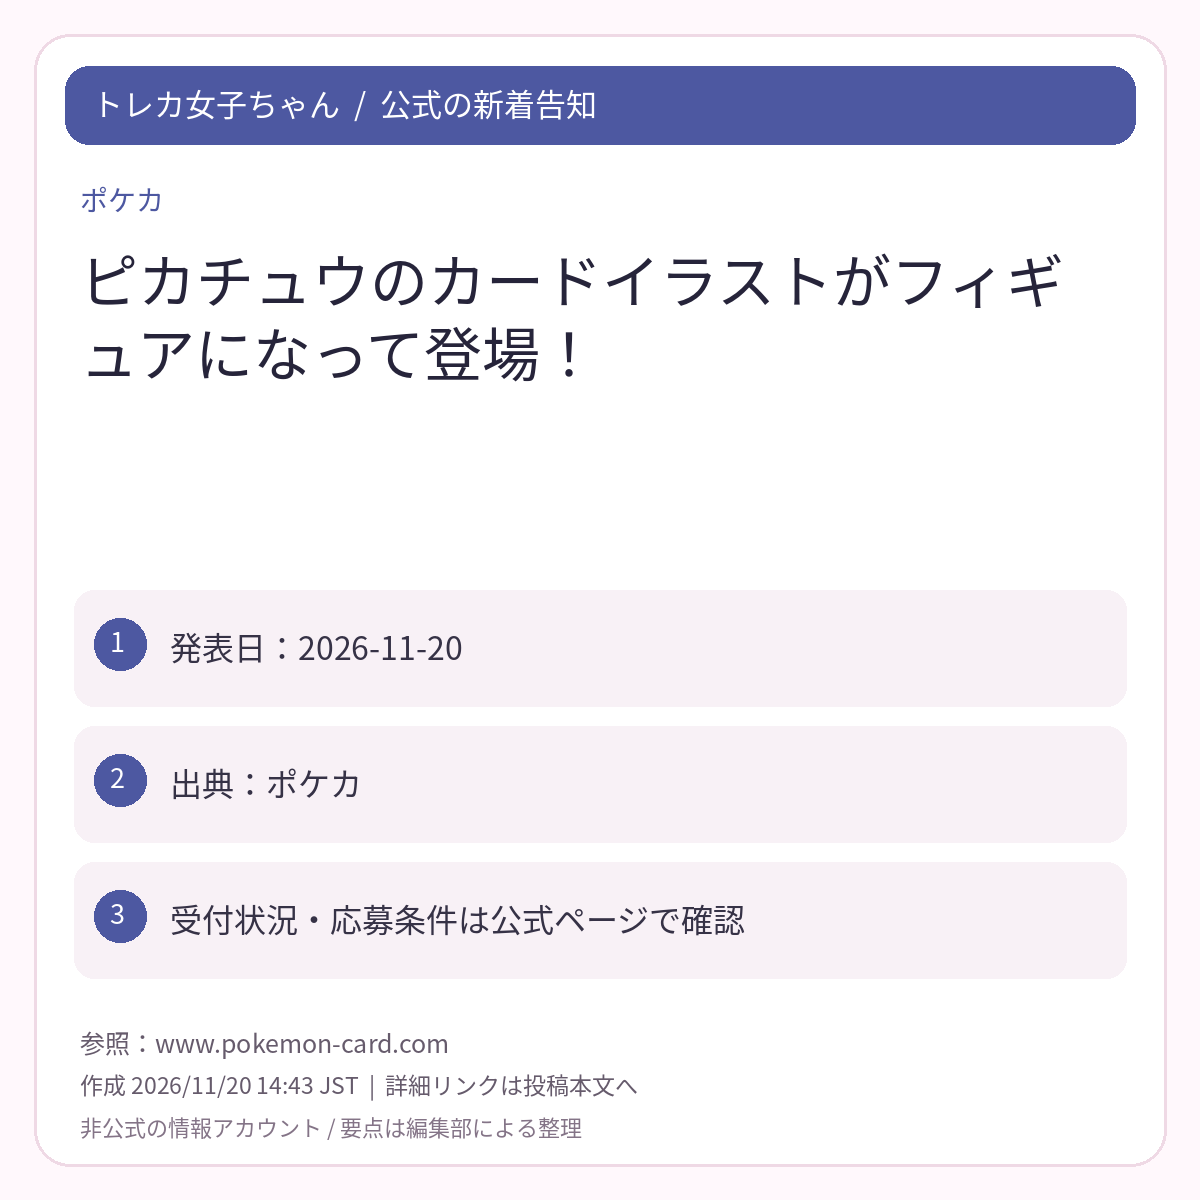 トレカ女子ちゃん / 公式の新着告知
ポケカ
ピカチュウのカードイラストがフィギ
ュアになって登場！
1 発表日：2026-11-20
2 出典：ポケカ
3 受付状況・応募条件は公式ページで確認
参照：www.pokemon-card.com
作成 2026/11/20 14:43 JST｜詳細リンクは投稿本文へ
非公式の情報アカウント / 要点は編集部による整理